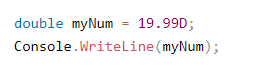 double myNum = 19.99D;
Console.WriteLine(myNum);